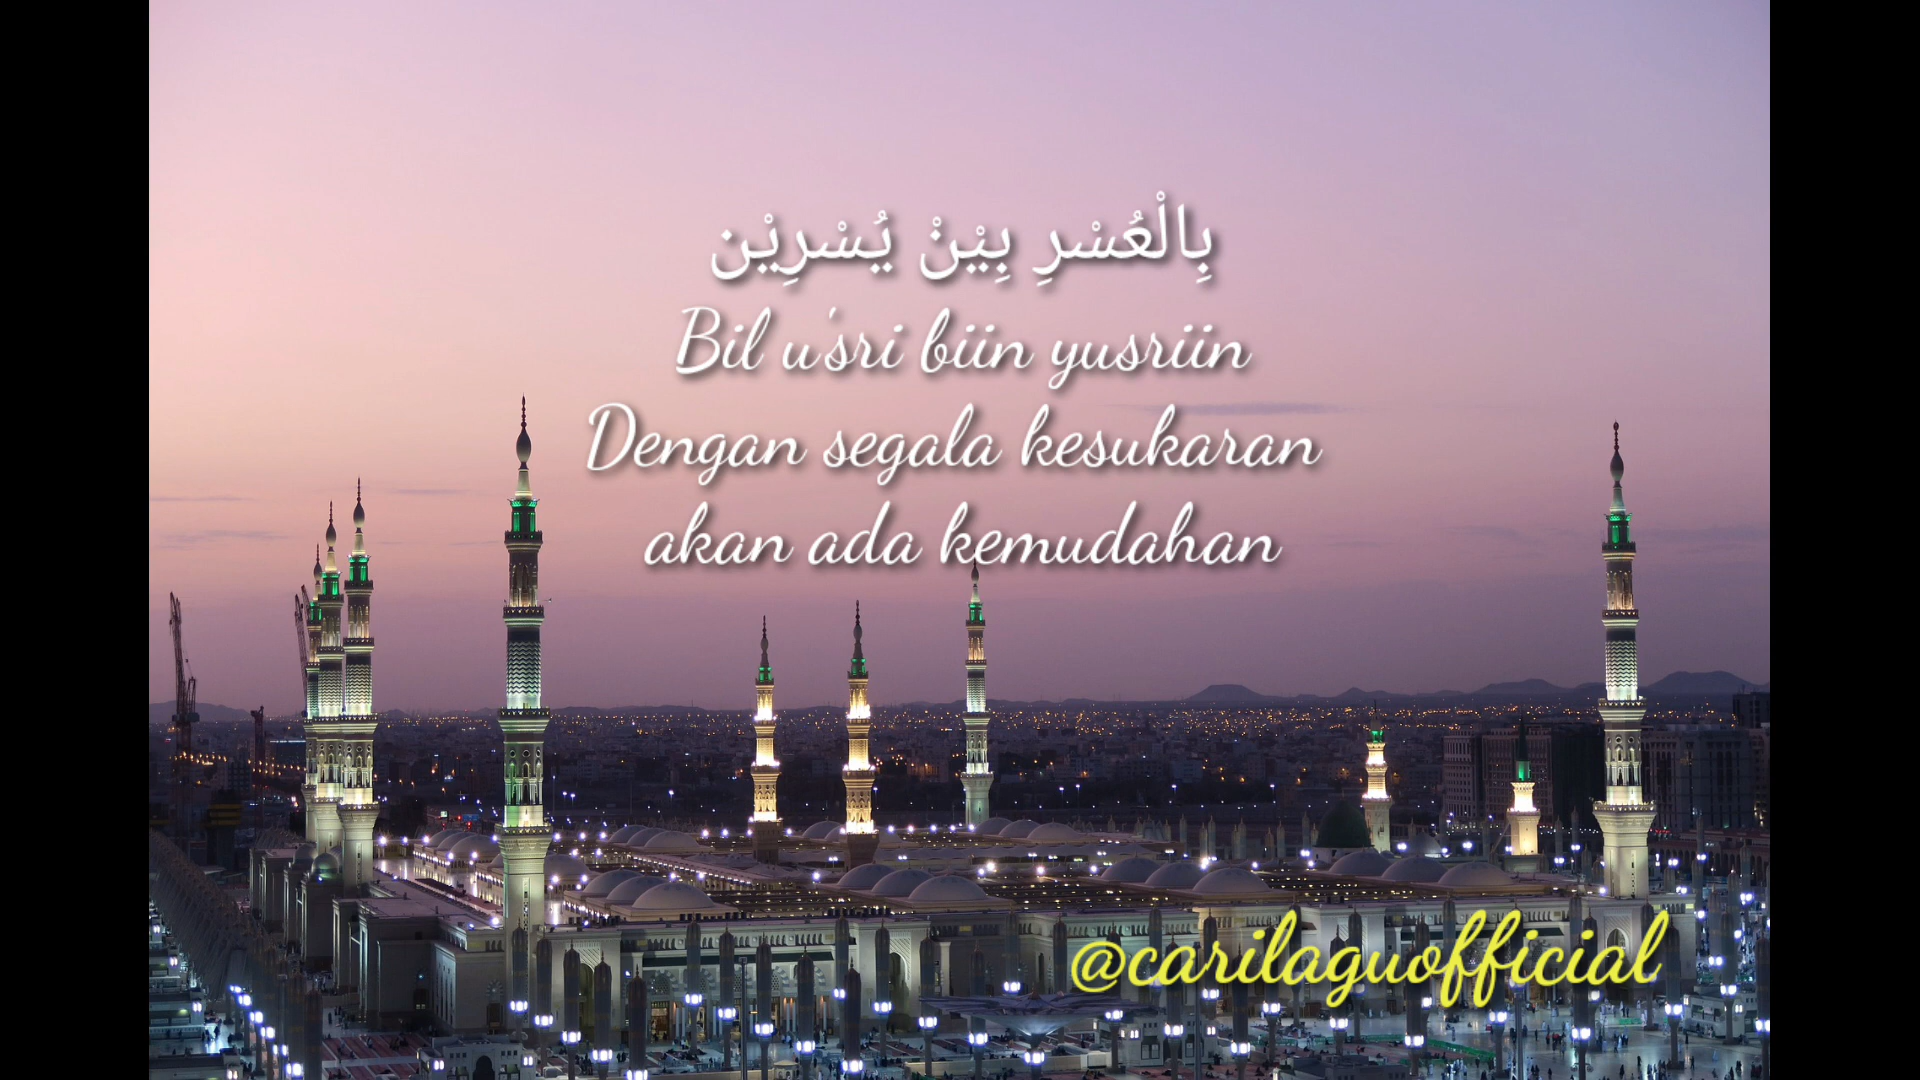 بِالْعُسْرِ بِيْنْ يُسْرِيْن
Bil u'sri biin yusriin
Dengan segala kesukaran
akan ada kemudahan
@carilaguofficial